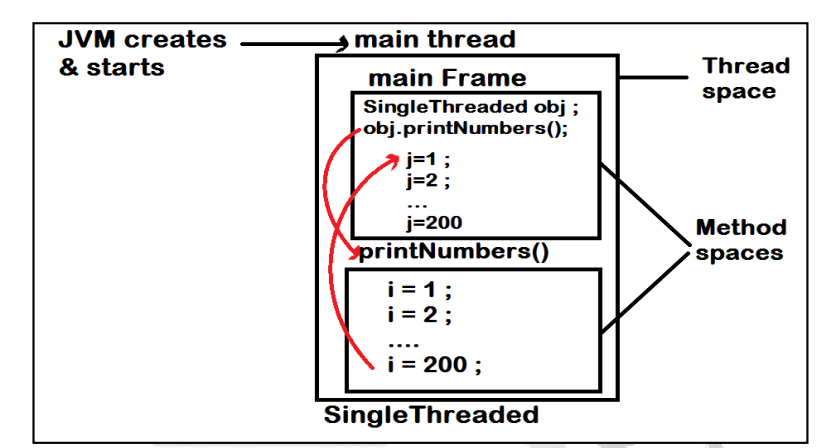 JVM creates
& starts
main thread
Thread
space
main Frame
SingleThreaded obj ;
obj.printNumbers();
j=1 ;
j=2 ;
...
j=200
Method
spaces
printNumbers()
i = 1 ;
i = 2 ;
....
i = 200 ;
SingleThreaded